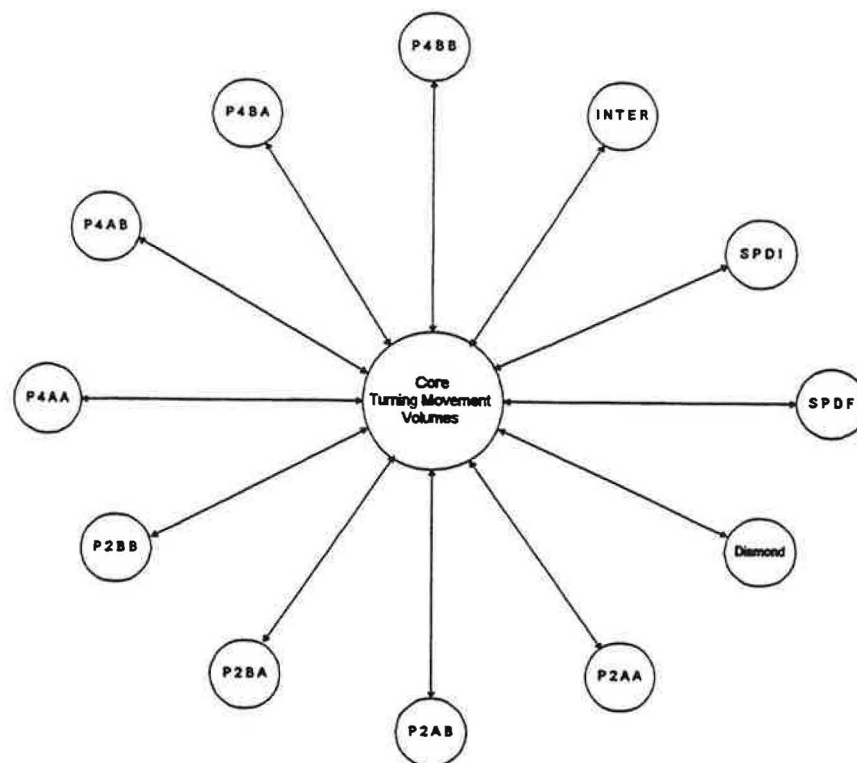 P4BB
P4BA
INTER
P4AB
SPDI
Core
Turning Movement
Volumes
P4AA
SPDF
P2BB
Diamond
P2BA
P2AA
P2AB